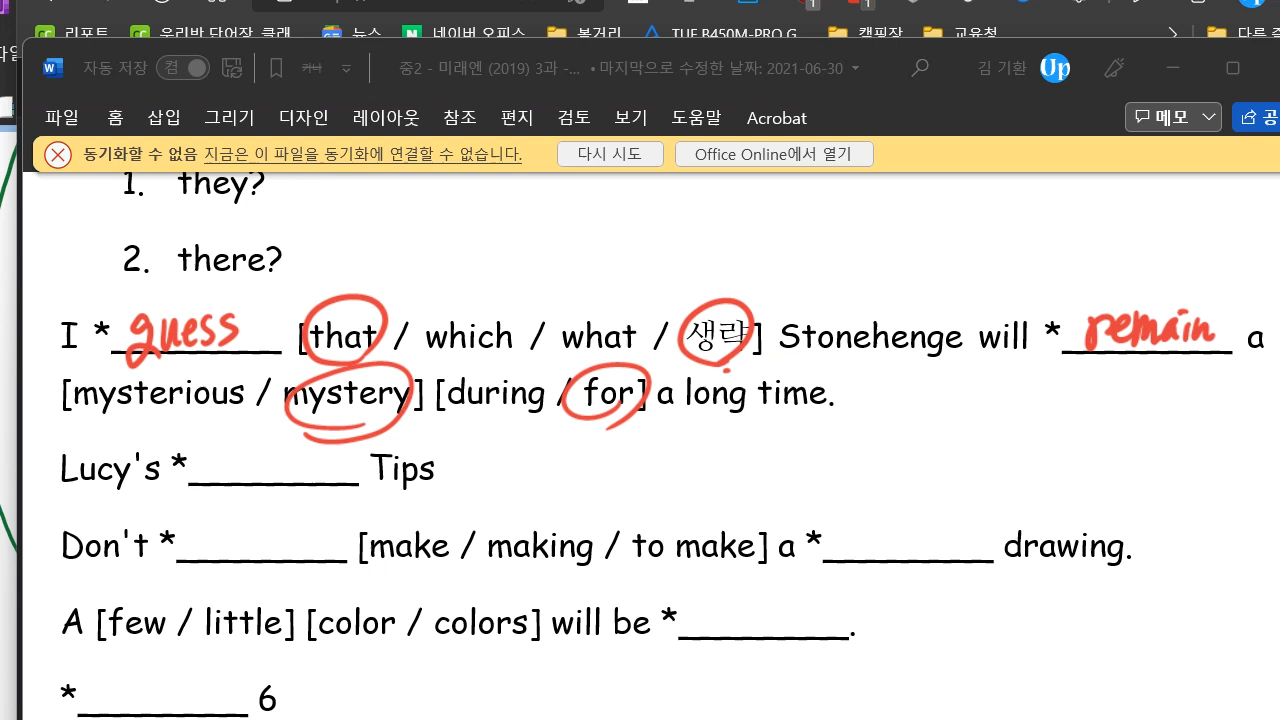 리포트 우리반 단어장 클래 뉴스 네이버 오피스 볼거리 TUF B450M-PRO G 캠핑장 교육청 다른 즐
자동 저장 켬 가나 중2 - 미래엔 (2019) 3과 -... • 마지막으로 수정한 날짜: 2021-06-30 김 기환 Up
파일 홈 삽입 그리기 디자인 레이아웃 참조 편지 검토 보기 도움말 Acrobat 메모 공
동기화할 수 없음 지금은 이 파일을 동기화에 연결할 수 없습니다. 다시 시도 Office Online에서 열기
1. they?
2. there?
I *guess [that / which / what / 생략] Stonehenge will *remain a
[mysterious / mystery] [during / for] a long time.
Lucy's *________ Tips
Don't *________ [make / making / to make] a *________ drawing.
A [few / little] [color / colors] will be *________.
*________ 6